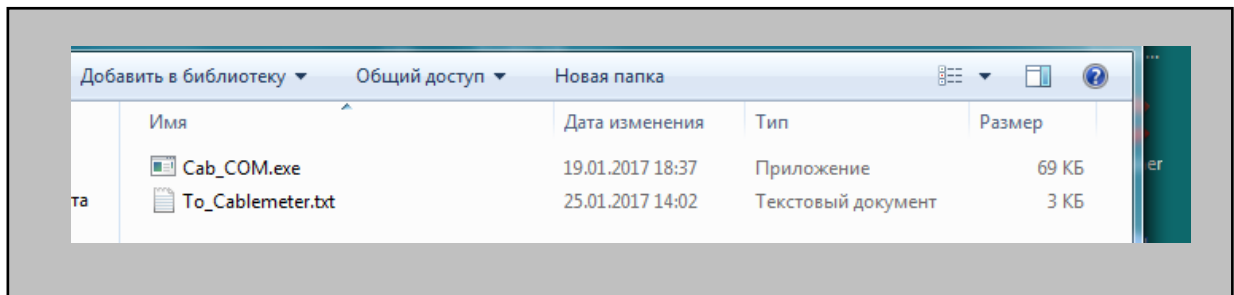 Добавить в библиотеку Общий доступ Новая папка
...
Имя Дата изменения Тип Размер
Cab_COM.exe 19.01.2017 18:37 Приложение 69 КБ
er
та To_Cablemeter.txt 25.01.2017 14:02 Текстовый документ 3 КБ